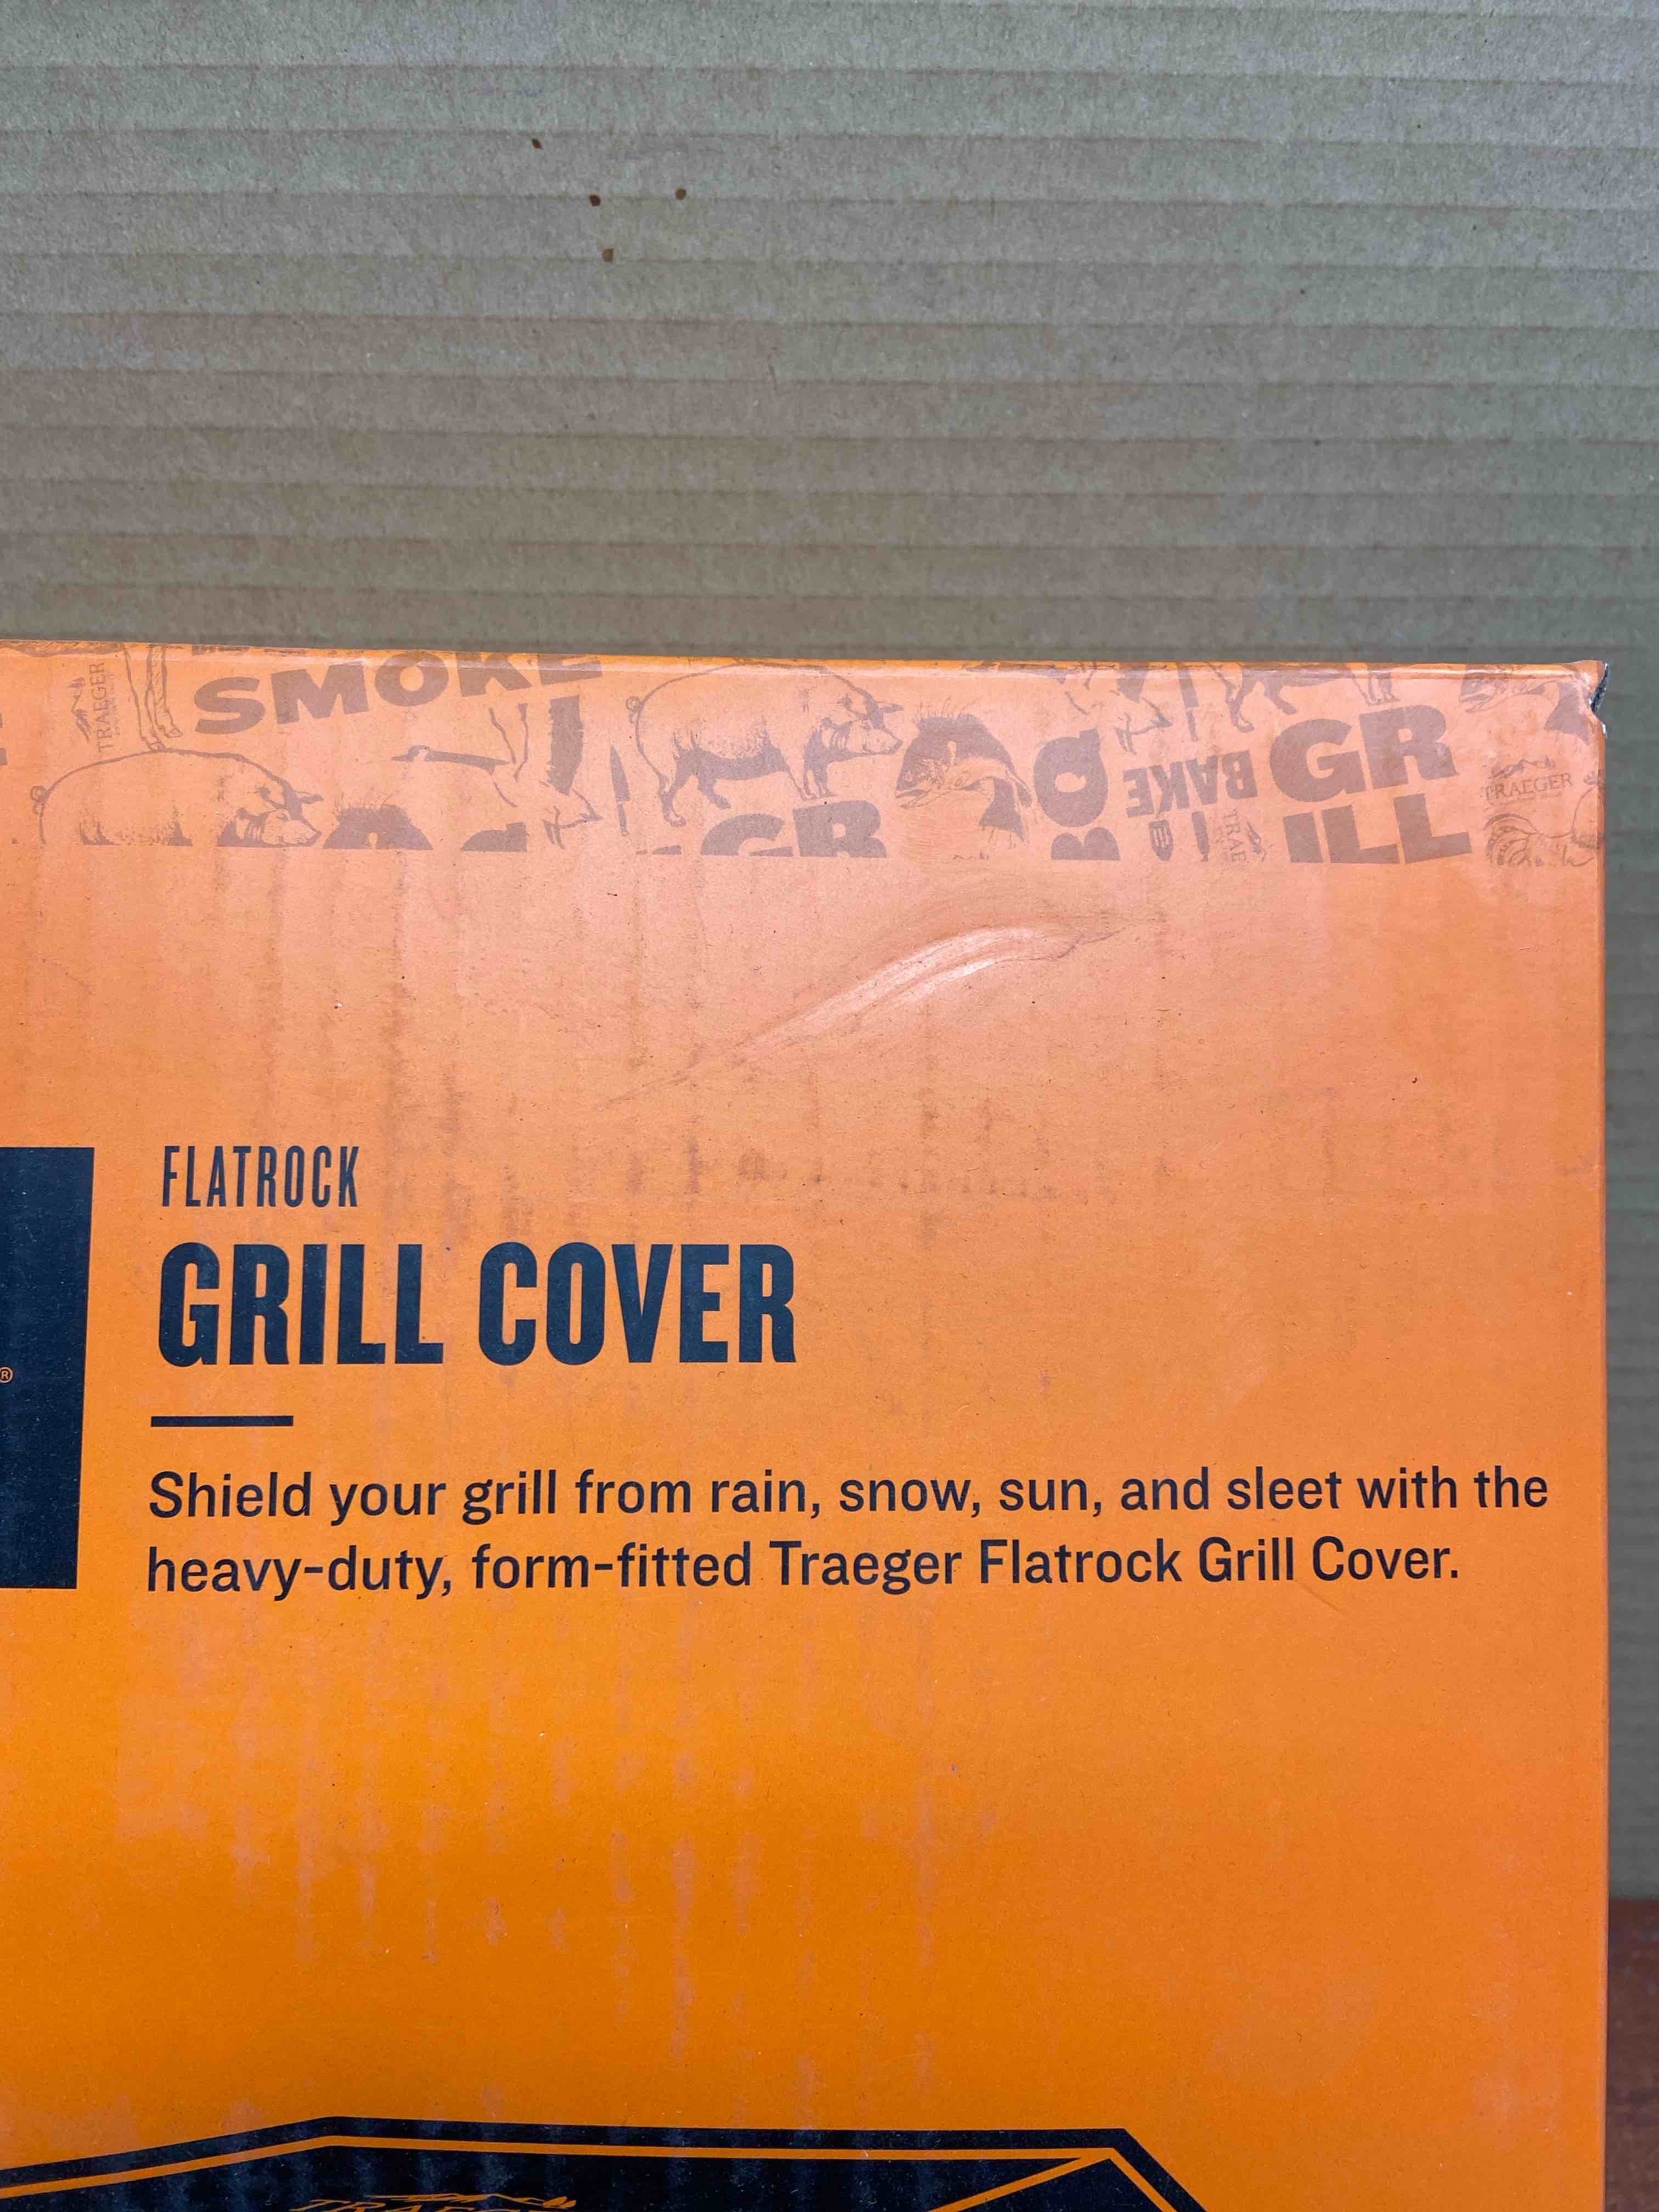 TRAEGER
SMOKE
BAKE
GR
TRAEGER
GR
ILL
FLATROCK
GRILL COVER
Shield your grill from rain, snow, sun, and sleet with the
heavy-duty, form-fitted Traeger Flatrock Grill Cover.